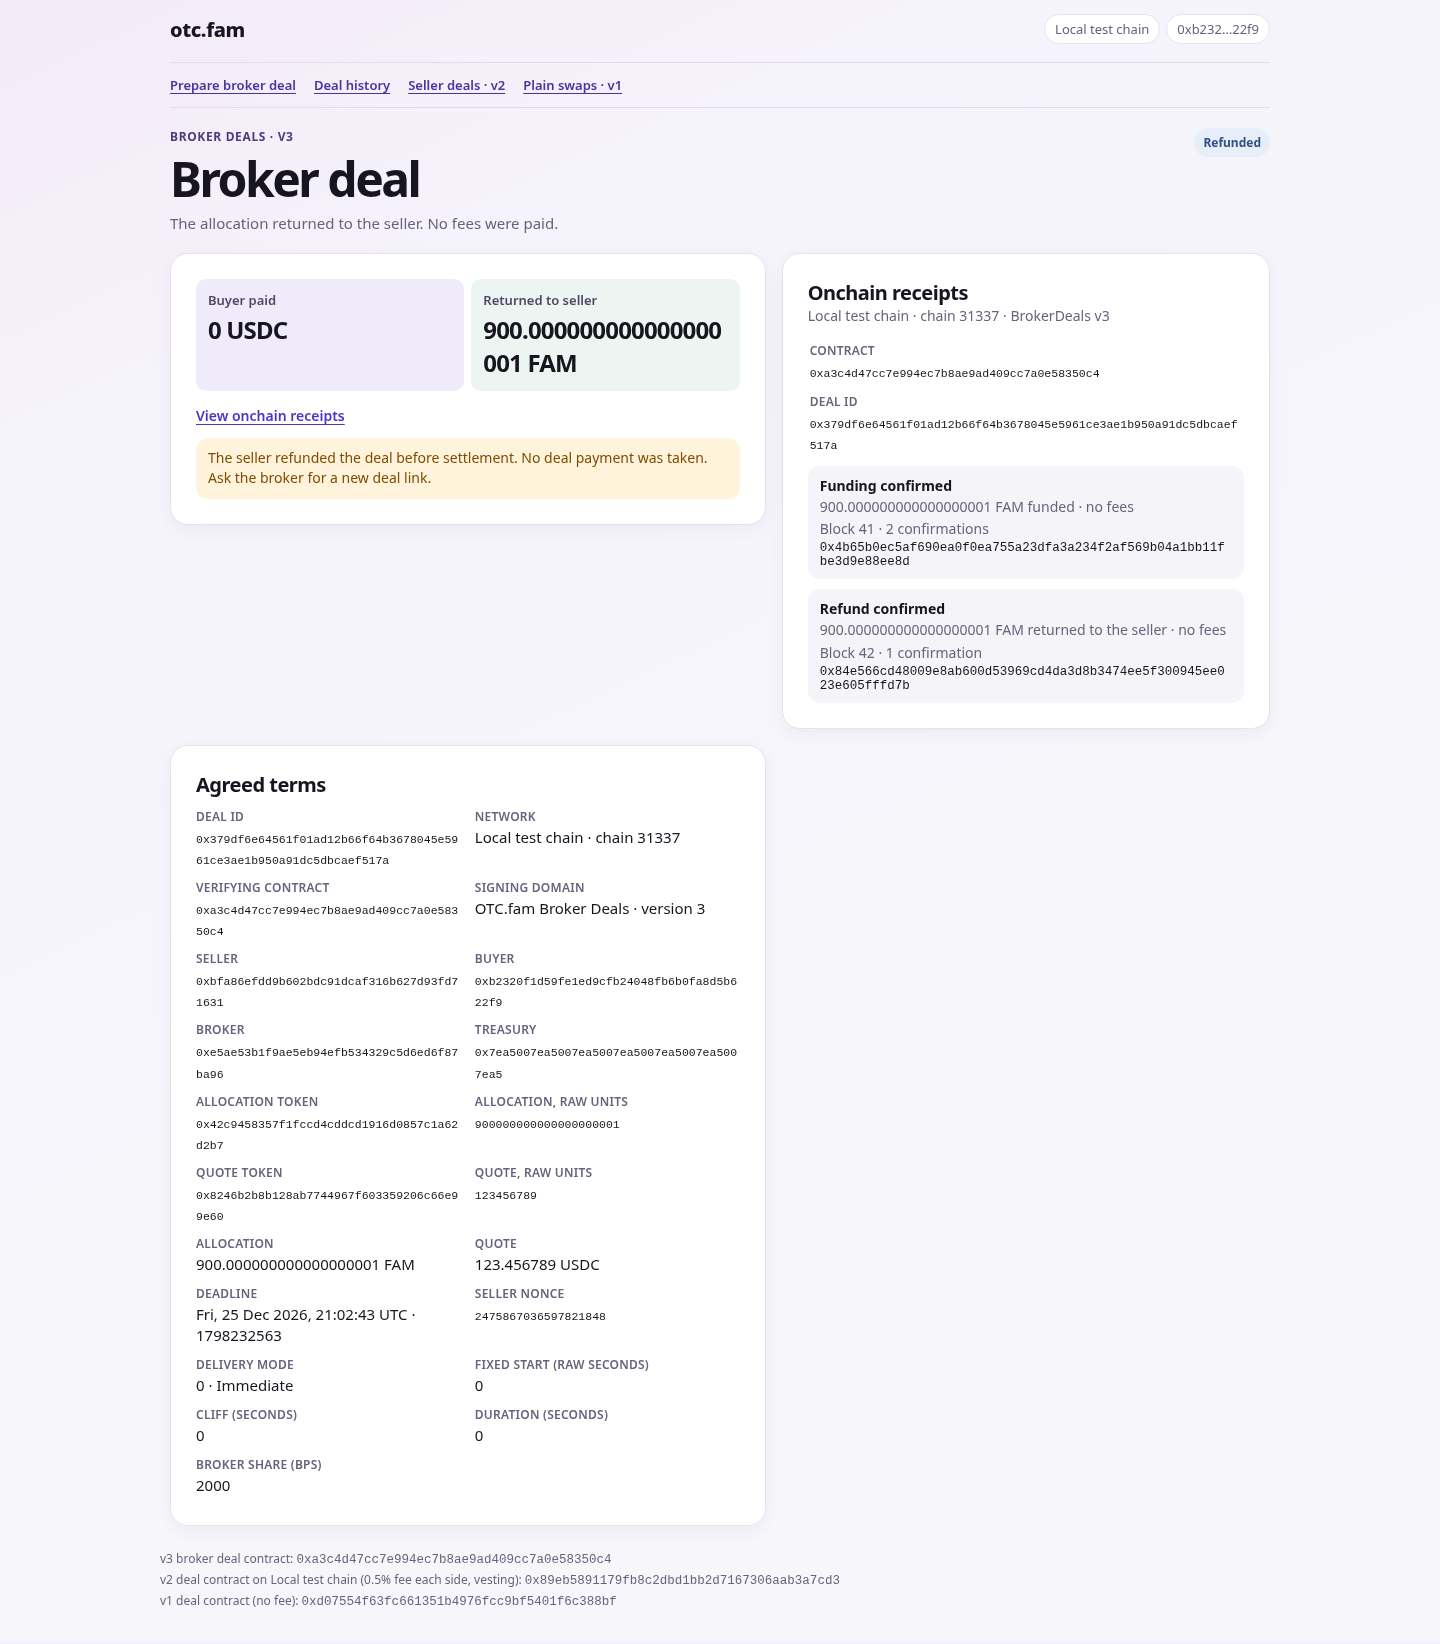 otc.fam
Local test chain
0xb232…22f9
Prepare broker deal
Deal history
Seller deals · v2
Plain swaps · v1
BROKER DEALS · V3
Refunded
Broker deal
The allocation returned to the seller. No fees were paid.
Buyer paid
0 USDC
Returned to seller
900.000000000000000
001 FAM
View onchain receipts
The seller refunded the deal before settlement. No deal payment was taken.
Ask the broker for a new deal link.
Onchain receipts
Local test chain · chain 31337 · BrokerDeals v3
CONTRACT
0xa3c4d47cc7e994ec7b8ae9ad409cc7a0e58350c4
DEAL ID
0x379df6e64561f01ad12b66f64b3678045e5961ce3ae1b950a91dc5dbcaef
517a
Funding confirmed
900.000000000000000001 FAM funded · no fees
Block 41 · 2 confirmations
0x4b65b0ec5af690ea0f0ea755a23dfa3a234f2af569b04a1bb11f
be3d9e88ee8d
Refund confirmed
900.000000000000000001 FAM returned to the seller · no fees
Block 42 · 1 confirmation
0x84e566cd48009e8ab600d53969cd4da3d8b3474ee5f300945ee0
23e605fffd7b
Agreed terms
DEAL ID
0x379df6e64561f01ad12b66f64b3678045e59
61ce3ae1b950a91dc5dbcaef517a
NETWORK
Local test chain · chain 31337
VERIFYING CONTRACT
0xa3c4d47cc7e994ec7b8ae9ad409cc7a0e583
50c4
SIGNING DOMAIN
OTC.fam Broker Deals · version 3
SELLER
0xbfa86efdd9b602bdc91dcaf316b627d93fd7
1631
BUYER
0xb2320f1d59fe1ed9cfb24048fb6b0fa8d5b6
22f9
BROKER
0xe5ae53b1f9ae5eb94efb534329c5d6ed6f87
ba96
TREASURY
0x7ea5007ea5007ea5007ea5007ea5007ea500
7ea5
ALLOCATION TOKEN
0x42c9458357f1fccd4cddcd1916d0857c1a62
d2b7
ALLOCATION, RAW UNITS
900000000000000000001
QUOTE TOKEN
0x8246b2b8b128ab7744967f603359206c66e9
9e60
QUOTE, RAW UNITS
123456789
ALLOCATION
900.000000000000000001 FAM
QUOTE
123.456789 USDC
DEADLINE
Fri, 25 Dec 2026, 21:02:43 UTC ·
1798232563
SELLER NONCE
2475867036597821848
DELIVERY MODE
0 · Immediate
FIXED START (RAW SECONDS)
0
CLIFF (SECONDS)
0
DURATION (SECONDS)
0
BROKER SHARE (BPS)
2000
v3 broker deal contract: 0xa3c4d47cc7e994ec7b8ae9ad409cc7a0e58350c4
v2 deal contract on Local test chain (0.5% fee each side, vesting): 0x89eb5891179fb8c2dbd1bb2d7167306aab3a7cd3
v1 deal contract (no fee): 0xd07554f63fc661351b4976fcc9bf5401f6c388bf